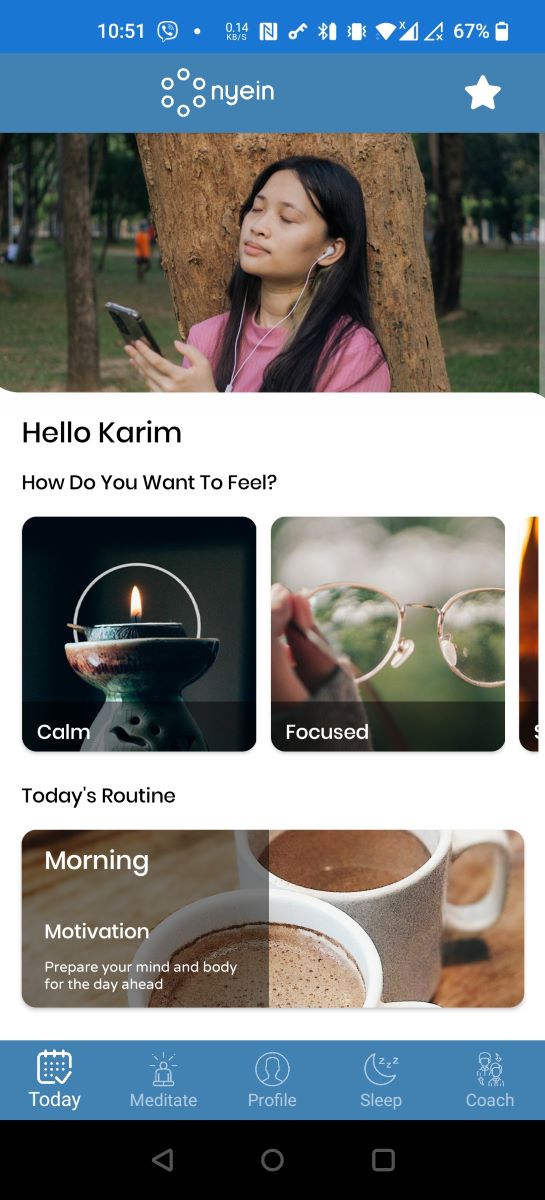 10:51
0.14
KB/S
67%
nyein
Hello Karim
How Do You Want To Feel?
Calm
Focused
Today's Routine
Morning
Motivation
Prepare your mind and body
for the day ahead
Today
Meditate
Profile
Sleep
Coach